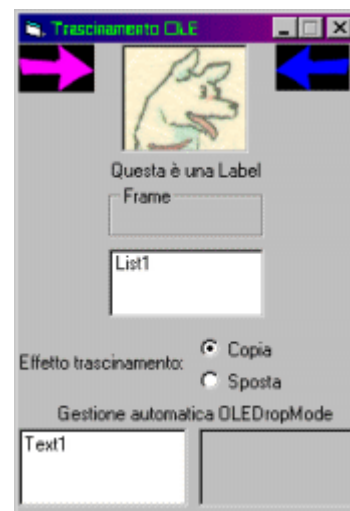 Trascinamento OLE
Questa è una Label
Frame
List1
Effetto trascinamento:
Copia
Sposta
Gestione automatica OLEDropMode
Text1